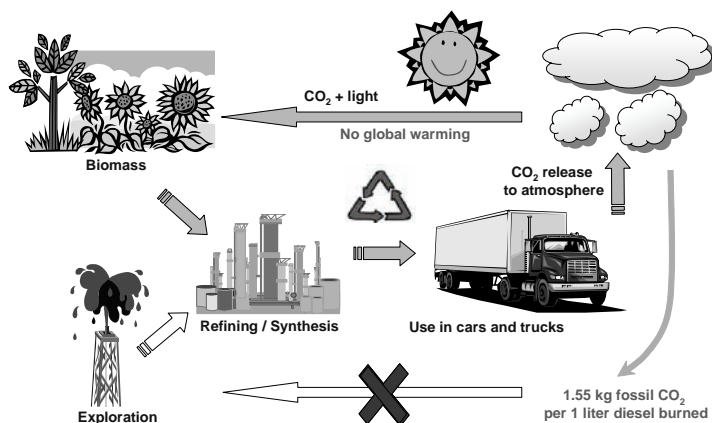 CO₂ + light
No global warming
Biomass
CO₂ release
to atmosphere
Refining / Synthesis
Use in cars and trucks
Exploration
1.55 kg fossil CO₂
per 1 liter diesel burned